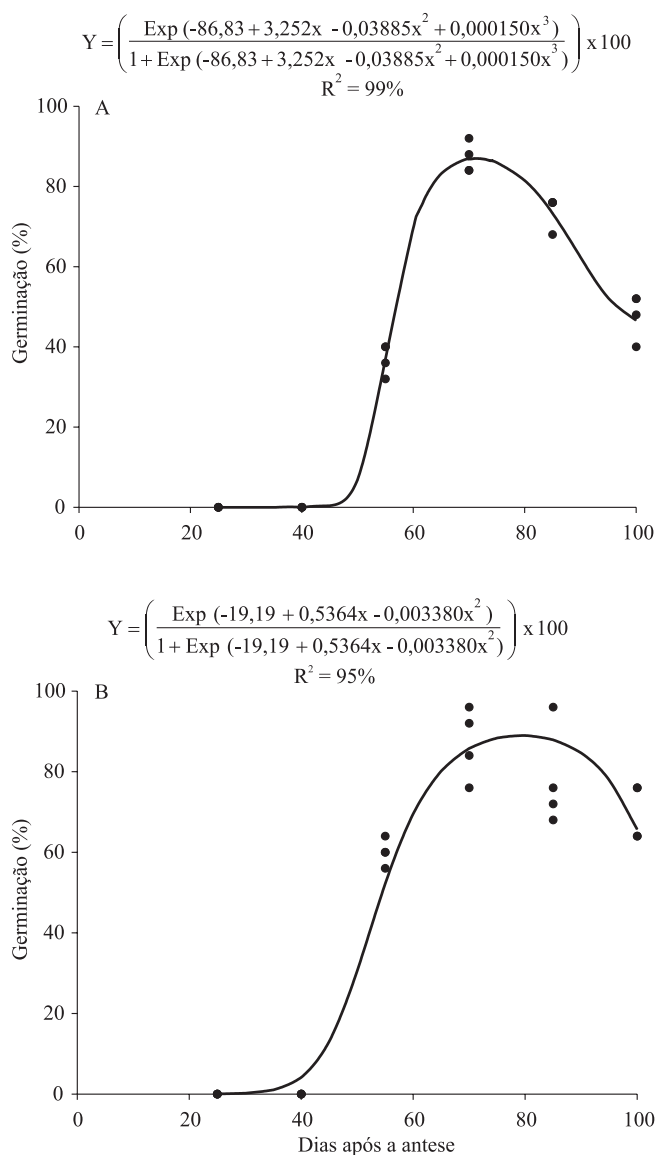 Y = ( Exp (-86,83 + 3,252x - 0,03885x² + 0,000150x³) / 1 + Exp (-86,83 + 3,252x - 0,03885x² + 0,000150x³) ) x 100
R² = 99%
A
100
80
60
40
20
0
Germinação (%)
0 20 40 60 80 100
Y = ( Exp (-19,19 + 0,5364x - 0,003380x²) / 1 + Exp (-19,19 + 0,5364x - 0,003380x²) ) x 100
R² = 95%
B
100
80
60
40
20
0
Germinação (%)
0 20 40 60 80 100
Dias após a antese